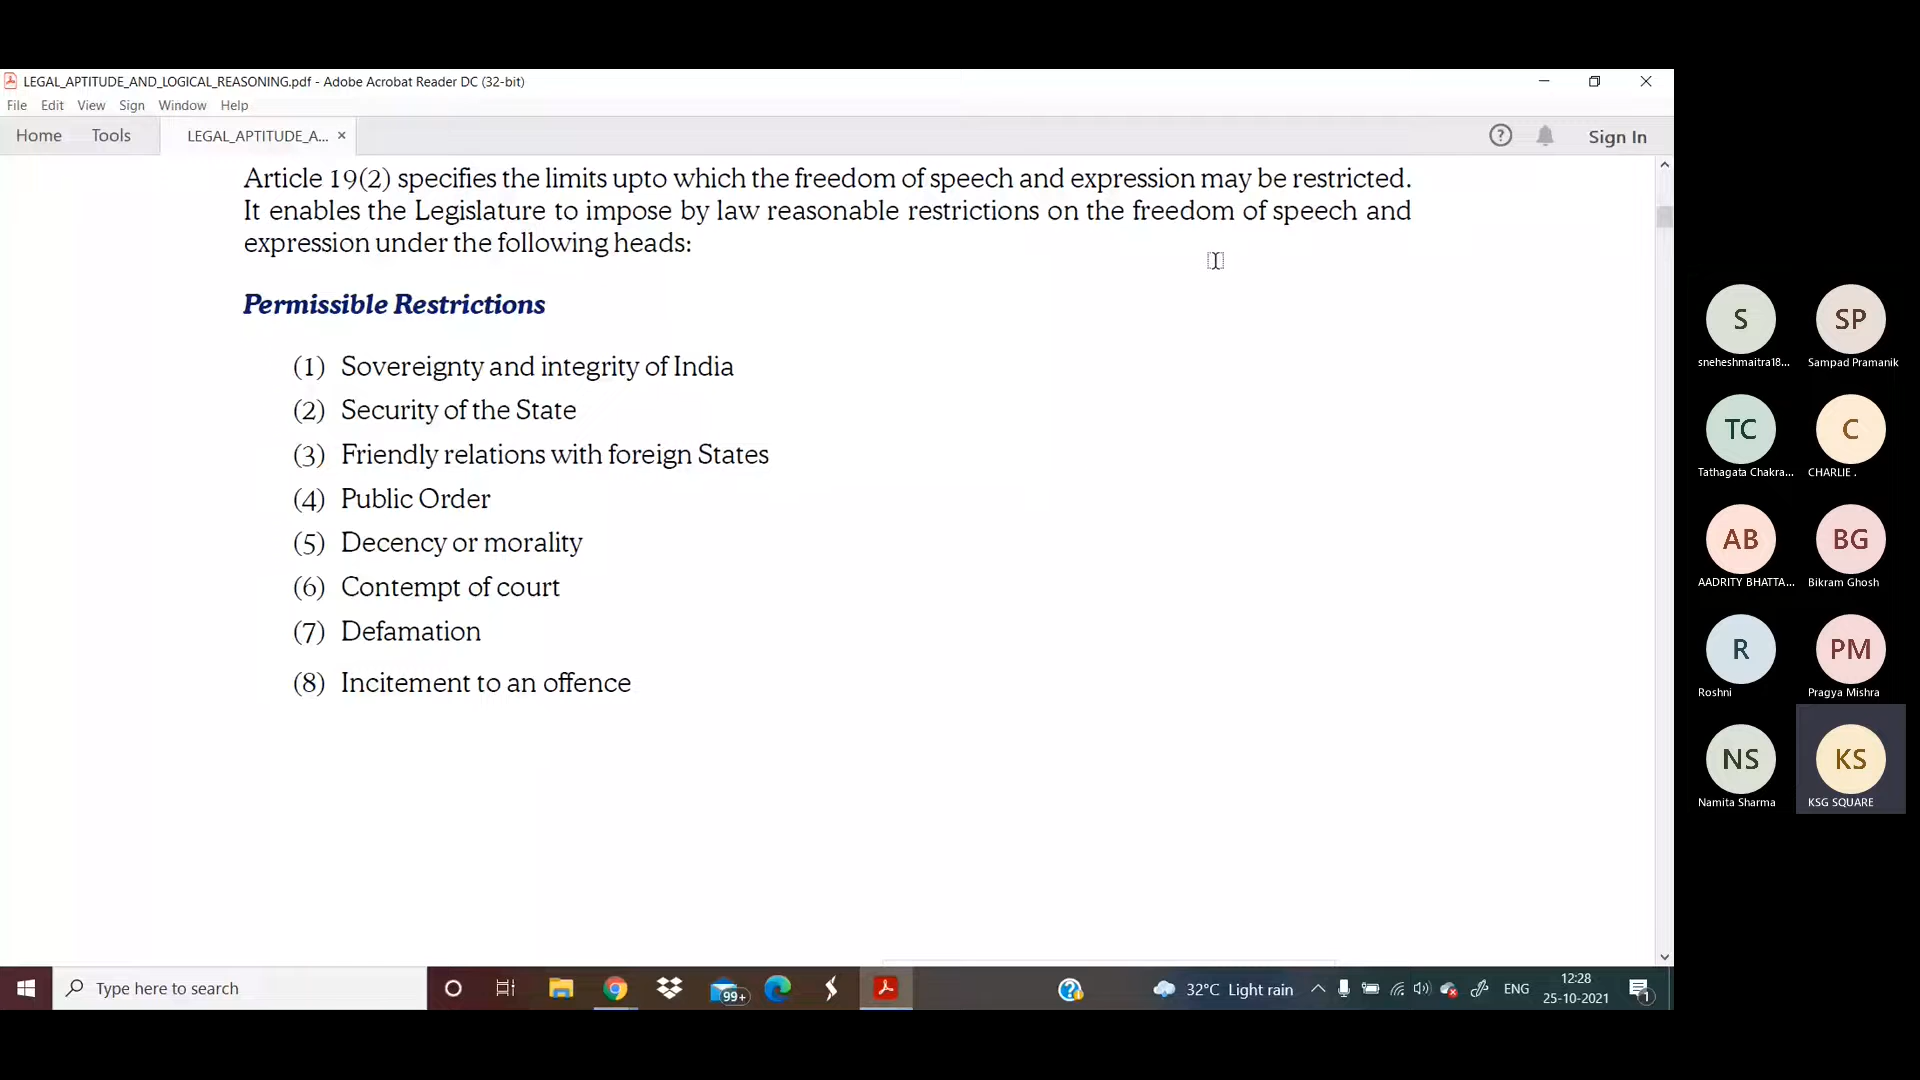 LEGAL_APTITUDE_AND_LOGICAL_REASONING.pdf - Adobe Acrobat Reader DC (32-bit)
File Edit View Sign Window Help
Home Tools LEGAL_APTITUDE_A... × Sign In
Article 19(2) specifies the limits upto which the freedom of speech and expression may be restricted.
It enables the Legislature to impose by law reasonable restrictions on the freedom of speech and
expression under the following heads:
Permissible Restrictions
(1) Sovereignty and integrity of India
(2) Security of the State
(3) Friendly relations with foreign States
(4) Public Order
(5) Decency or morality
(6) Contempt of court
(7) Defamation
(8) Incitement to an offence
S SP
sneheshmaitra18... Sampad Pramanik
TC C
Tathagata Chakra... CHARLIE .
AB BG
AADRITY BHATTA... Bikram Ghosh
R PM
Roshni Pragya Mishra
NS KS
Namita Sharma KSG SQUARE
Type here to search 99+ 32°C Light rain ENG 12:28
25-10-2021 1